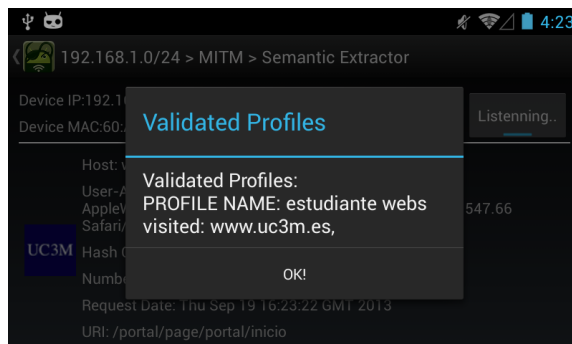 4:23
192.168.1.0/24 > MITM > Semantic Extractor
Device IP:192.1
Device MAC:60:
Listenning..
Validated Profiles
Validated Profiles:
PROFILE NAME: estudiante webs
visited: www.uc3m.es,
OK!
Host:
User-A
Apple
547.66
Safari/
UC3M
Hash
Numb
Request Date: Thu Sep 19 16:23:22 GMT 2013
URI: /portal/page/portal/inicio